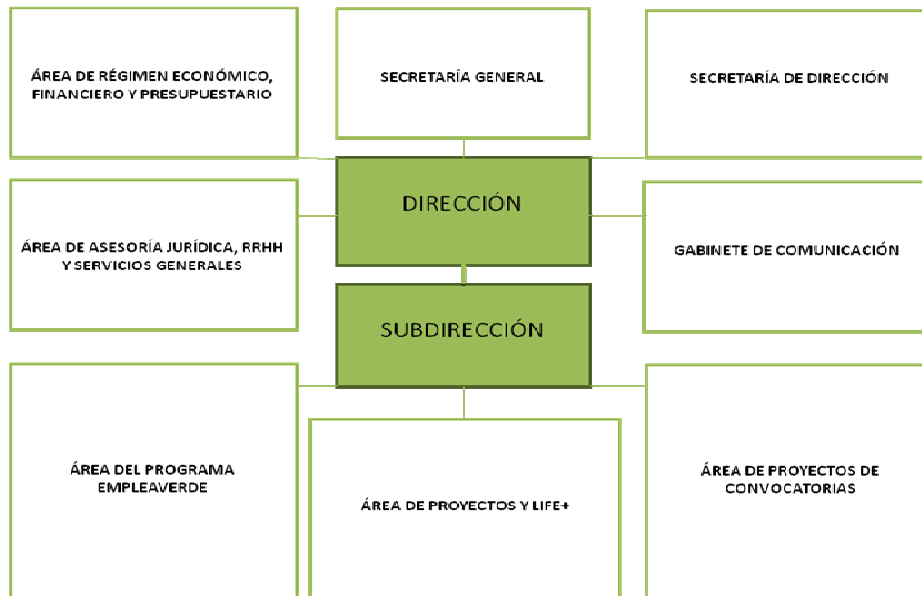 ÁREA DE RÉGIMEN ECONÓMICO,
FINANCIERO Y PRESUPUESTARIO
SECRETARÍA GENERAL
SECRETARÍA DE DIRECCIÓN
DIRECCIÓN
ÁREA DE ASESORÍA JURÍDICA, RRHH
Y SERVICIOS GENERALES
GABINETE DE COMUNICACIÓN
SUBDIRECCIÓN
ÁREA DEL PROGRAMA
EMPLEAVERDE
ÁREA DE PROYECTOS Y LIFE+
ÁREA DE PROYECTOS DE
CONVOCATORIAS